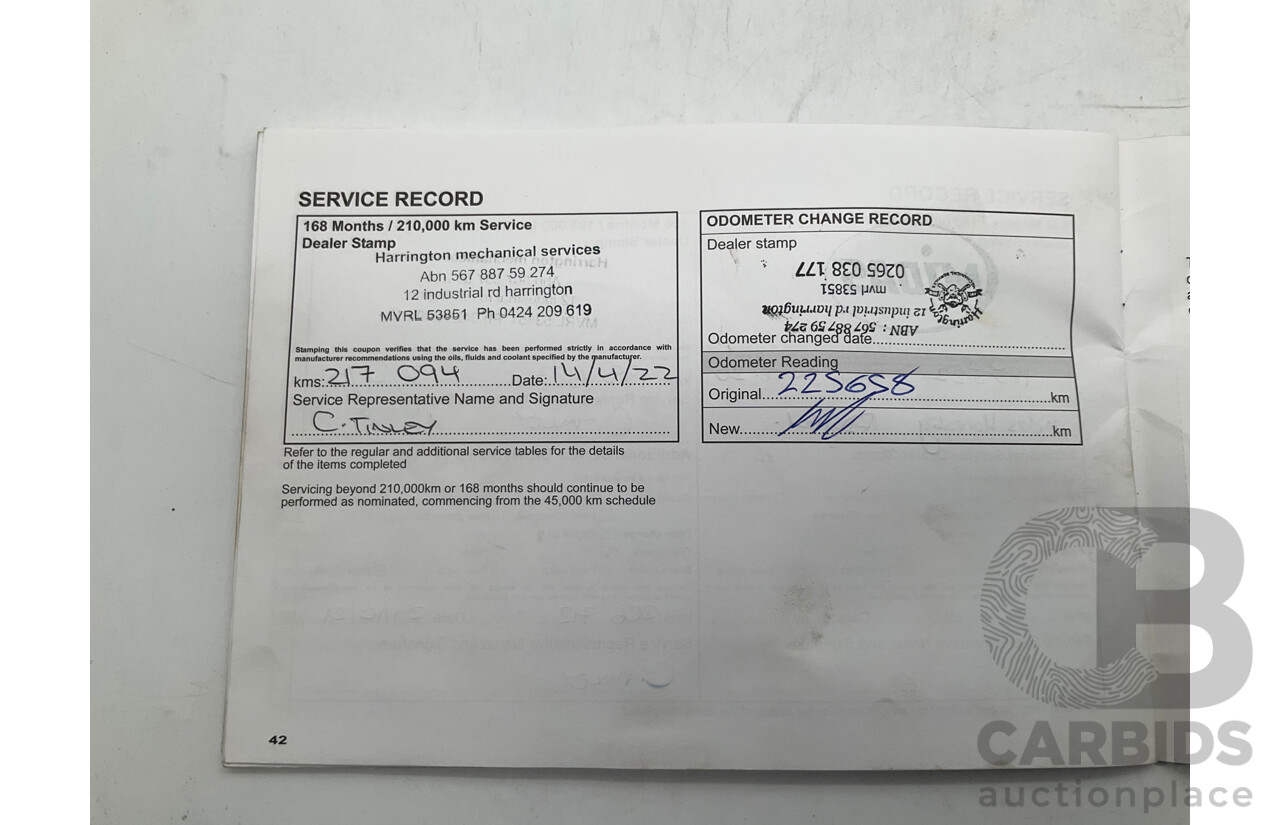 SERVICE RECORD
168 Months / 210,000 km Service
Dealer Stamp
Harrington mechanical services
Abn 567 887 59 274
12 industrial rd harrington
MVRL 53851 Ph 0424 209 619
Stamping this coupon verifies that the service has been performed strictly in accordance with
manufacturer recommendations using the oils, fluids and coolant specified by the manufacturer.
kms: 217 094 Date: 14/4/22
Service Representative Name and Signature
C. TINLEY
Refer to the regular and additional service tables for the details
of the items completed
Servicing beyond 210,000km or 168 months should continue to be
performed as nominated, commencing from the 45,000 km schedule
42
ODOMETER CHANGE RECORD
Dealer stamp
Harrington
ABN : 567 887 59 274
12 industrial rd harrington
mvrl 53851
0265 038 177
Odometer changed date
Odometer Reading
Original 225658 km
New km
CB
CARBIDS
auctionplace